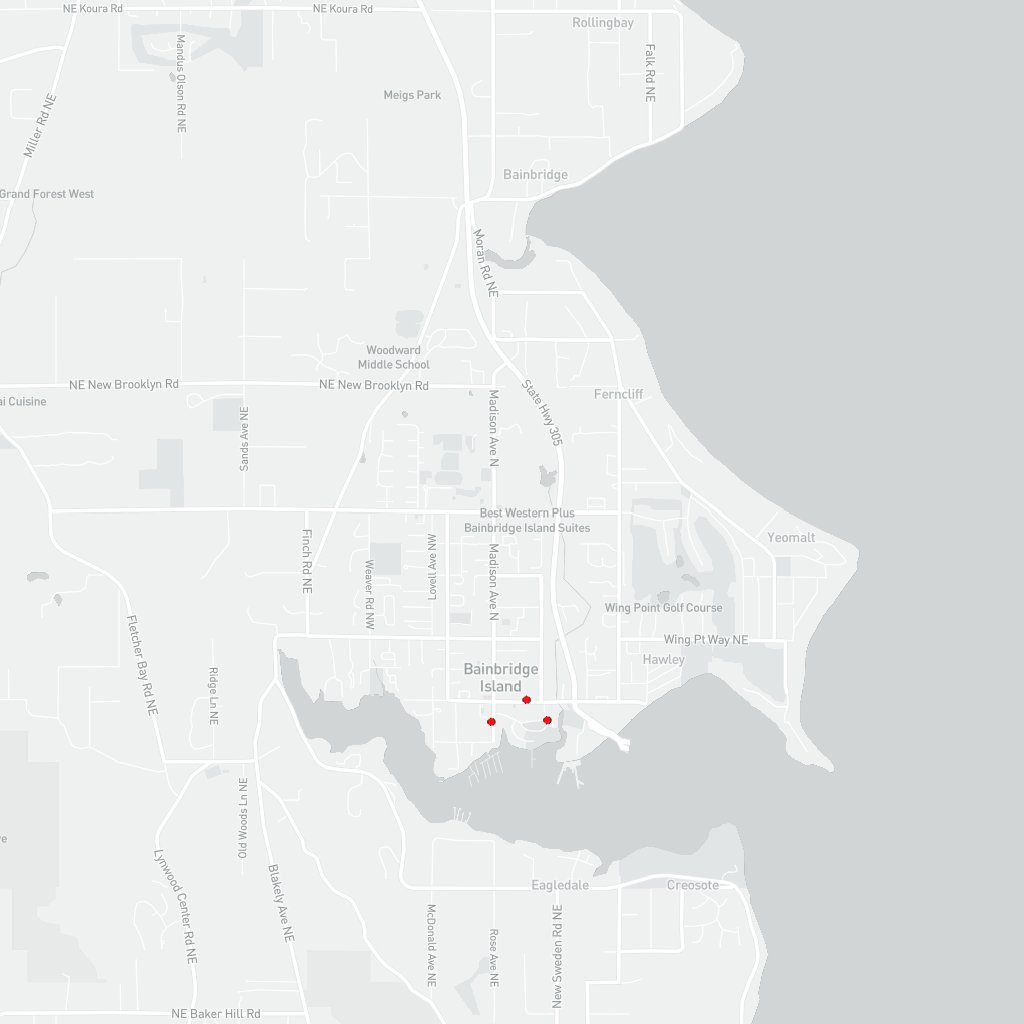 NE Koura Rd
NE Koura Rd
Rollingbay
Mandus Olson Rd NE
Falk Rd NE
Meigs Park
Miller Rd NE
Bainbridge
Grand Forest West
Moran Rd NE
Woodward
Middle School
NE New Brooklyn Rd
NE New Brooklyn Rd
State Hwy 305
Ferncliff
ai Cuisine
Madison Ave N
Sands Ave NE
Best Western Plus
Bainbridge Island Suites
Finch Rd NE
Weaver Rd NW
Lovell Ave NW
Madison Ave N
Yeomalt
Wing Point Golf Course
Wing Pt Way NE
Hawley
Fletcher Bay Rd NE
Ridge Ln NE
Bainbridge
Island
Old Woods Ln NE
ve
Lynwood Center Rd NE
Blakely Ave NE
Eagledale
Creosote
McDonald Ave NE
Rose Ave NE
New Sweden Rd NE
NE Baker Hill Rd